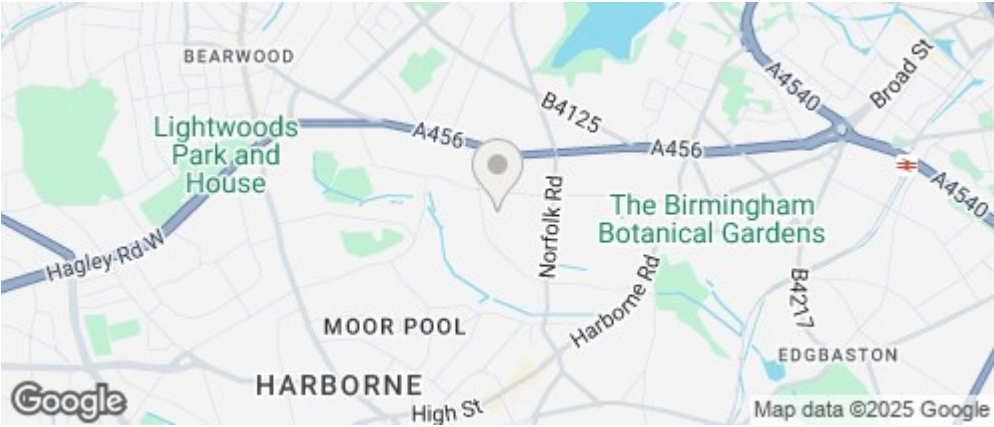 BEARWOOD
Broad St
A4540
B4125
Lightwoods
Park and
House
A456
A456
A4540
Norfolk Rd
The Birmingham
Botanical Gardens
Hagley Rd W
Harborne Rd
B4217
MOOR POOL
EDGBASTON
HARBORNE
High St
Google
Map data ©2025 Google